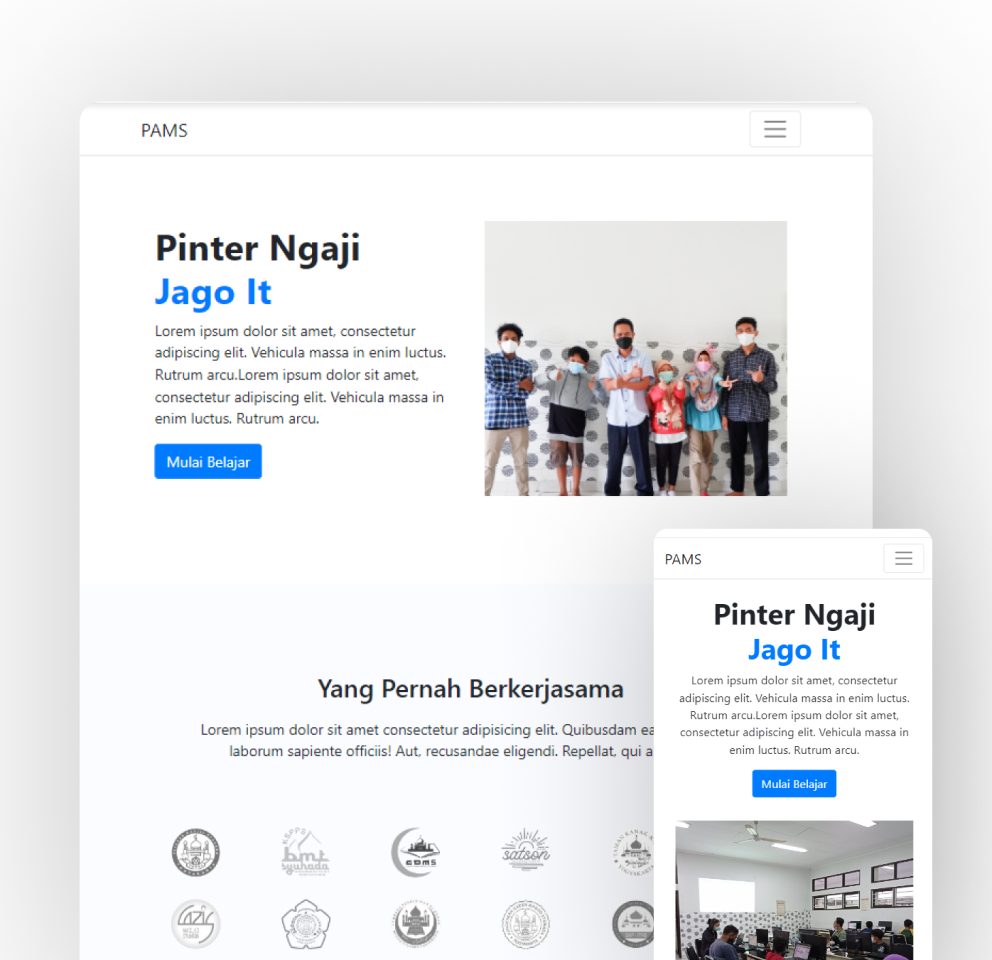 PAMS
Pinter Ngaji
Jago It
Lorem ipsum dolor sit amet, consectetur
adipiscing elit. Vehicula massa in enim luctus.
Rutrum arcu.Lorem ipsum dolor sit amet,
consectetur adipiscing elit. Vehicula massa in
enim luctus. Rutrum arcu.
Mulai Belajar
Yang Pernah Berkerjasama
Lorem ipsum dolor sit amet consectetur adipisicing elit. Quibusdam ea
laborum sapiente officiis! Aut, recusandae eligendi. Repellat, qui a
KSPPS
bmt
syuhada
satson
YOGYAKARTA
PAMS
Pinter Ngaji
Jago It
Lorem ipsum dolor sit amet, consectetur
adipiscing elit. Vehicula massa in enim luctus.
Rutrum arcu.Lorem ipsum dolor sit amet,
consectetur adipiscing elit. Vehicula massa in
enim luctus. Rutrum arcu.
Mulai Belajar